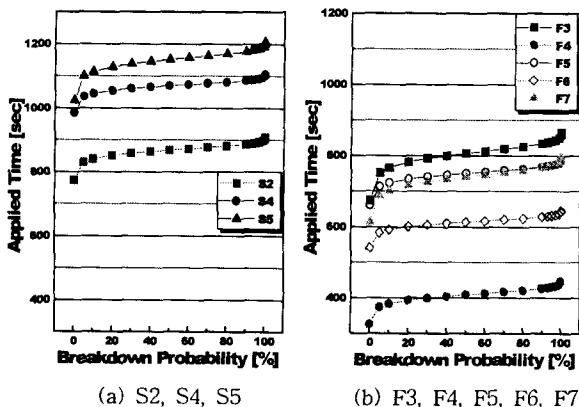 1200
1000
800
600
400
Applied Time [sec]
S2
S4
S5
0 20 40 60 80 100
Breakdown Probability [%]
(a) S2, S4, S5
1200
1000
800
600
400
Applied Time [sec]
F3
F4
F5
F6
F7
0 20 40 60 80 100
Breakdown Probability [%]
(b) F3, F4, F5, F6, F7